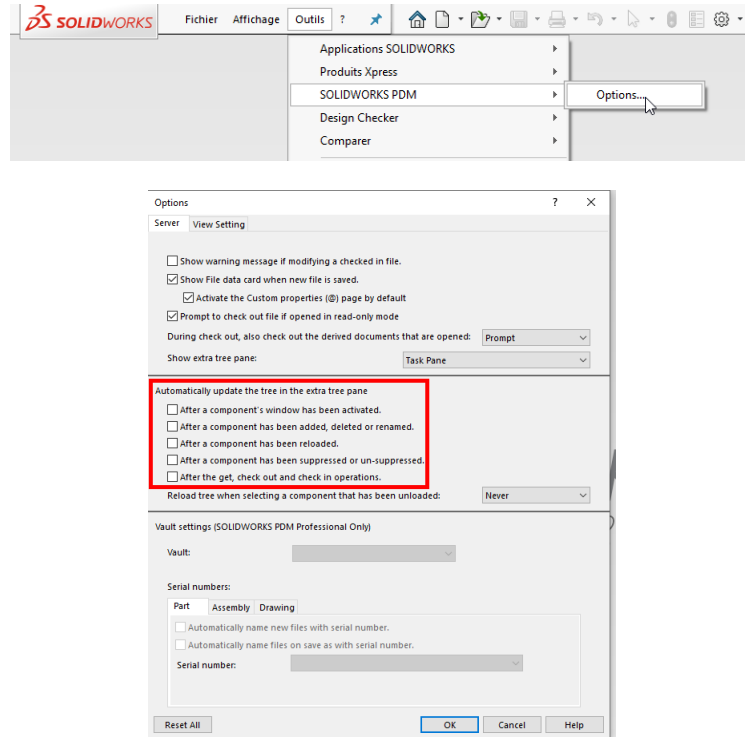 SOLIDWORKS Fichier Affichage Outils ?
Applications SOLIDWORKS
Produits Xpress
SOLIDWORKS PDM Options...
Design Checker
Comparer
Options ? X
Server View Setting
Show warning message if modifying a checked in file.
Show File data card when new file is saved.
Activate the Custom properties (@) page by default
Prompt to check out file if opened in read-only mode
During check out, also check out the derived documents that are opened: Prompt
Show extra tree pane: Task Pane
Automatically update the tree in the extra tree pane
After a component's window has been activated.
After a component has been added, deleted or renamed.
After a component has been reloaded.
After a component has been suppressed or un-suppressed.
After the get, check out and check in operations.
Reload tree when selecting a component that has been unloaded: Never
Vault settings (SOLIDWORKS PDM Professional Only)
Vault:
Serial numbers:
Part Assembly Drawing
Automatically name new files with serial number.
Automatically name files on save as with serial number.
Serial number:
Reset All OK Cancel Help